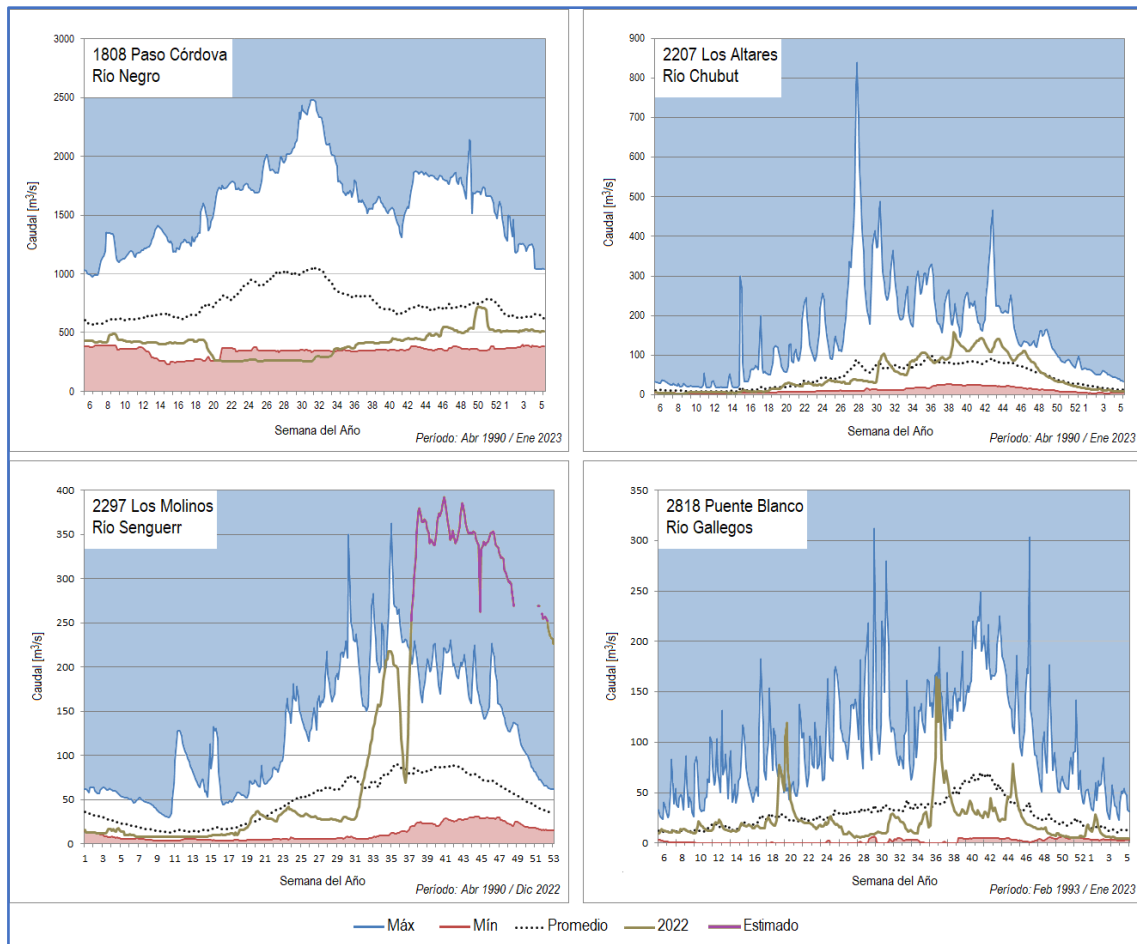 1808 Paso Córdova
Río Negro
3000
2500
2000
1500
1000
500
0
Caudal [m³/s]
6 8 10 12 14 16 18 20 22 24 26 28 30 32 34 36 38 40 42 44 46 48 50 52 1 3 5
Semana del Año
Período: Abr 1990 / Ene 2023
2207 Los Altares
Río Chubut
900
800
700
600
500
400
300
200
100
0
Caudal [m³/s]
6 8 10 12 14 16 18 20 22 24 26 28 30 32 34 36 38 40 42 44 46 48 50 52 1 3 5
Semana del Año
Período: Abr 1990 / Ene 2023
2297 Los Molinos
Río Senguerr
400
350
300
250
200
150
100
50
0
Caudal [m³/s]
1 3 5 7 9 11 13 15 17 19 21 23 25 27 29 31 33 35 37 39 41 43 45 47 49 51 53
Semana del Año
Periodo: Abr 1990 / Dic 2022
2818 Puente Blanco
Río Gallegos
350
300
250
200
150
100
50
0
Caudal [m³/s]
6 8 10 12 14 16 18 20 22 24 26 28 30 32 34 36 38 40 42 44 46 48 50 52 1 3 5
Semana del Año
Período: Feb 1993 / Ene 2023
Máx Mín Promedio 2022 Estimado